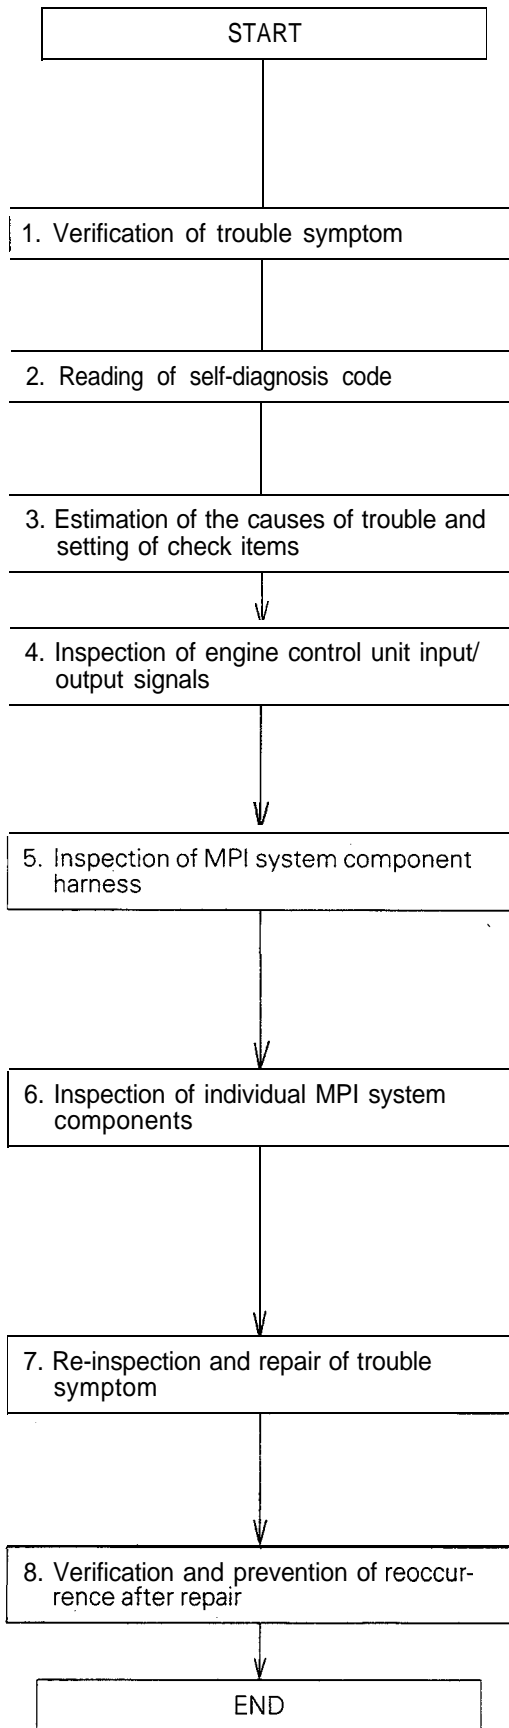 START
1. Verification of trouble symptom
2. Reading of self-diagnosis code
3. Estimation of the causes of trouble and
setting of check items
4. Inspection of engine control unit input/
output signals
5. Inspection of MPI system component
harness
6. Inspection of individual MPI system
components
7. Re-inspection and repair of trouble
symptom
8. Verification and prevention of reoccur-
rence after repair
END